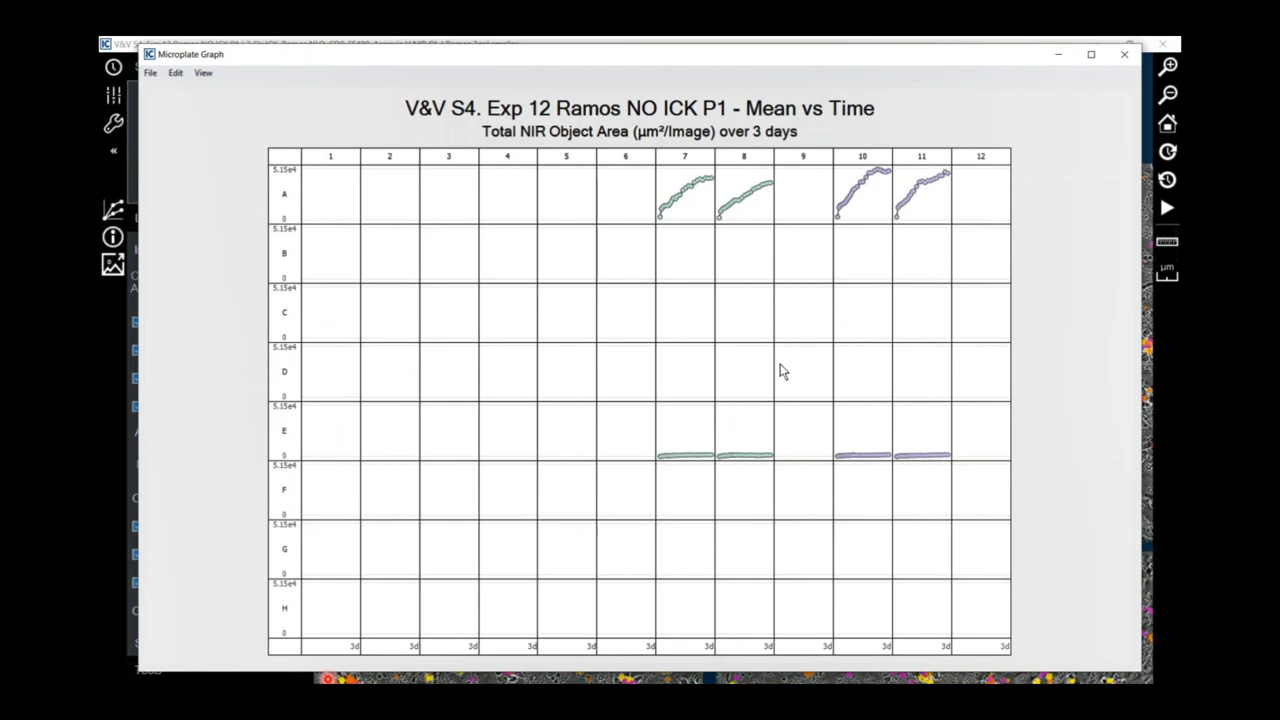 Microplate Graph
File Edit View
V&V S4. Exp 12 Ramos NO ICK P1 - Mean vs Time
Total NIR Object Area (µm²/Image) over 3 days
1 2 3 4 5 6 7 8 9 10 11 12
5.15e4
A
0
5.15e4
B
0
5.15e4
C
0
5.15e4
D
0
5.15e4
E
0
5.15e4
F
0
5.15e4
G
0
5.15e4
H
0
3d 3d 3d 3d 3d 3d 3d 3d 3d 3d 3d 3d
µm